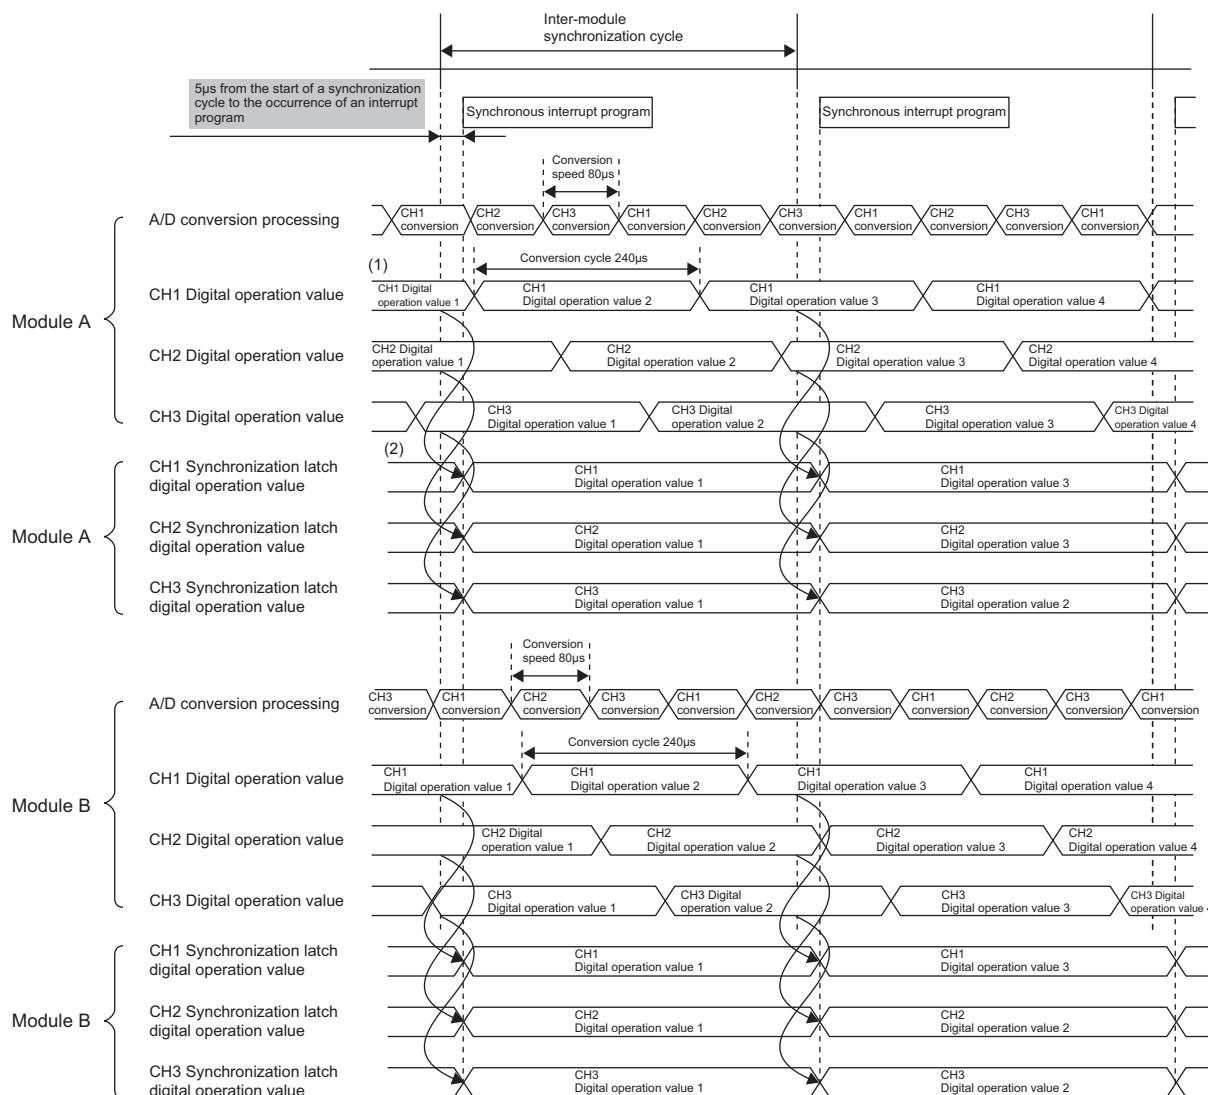 Inter-module
synchronization cycle
5µs from the start of a synchronization
cycle to the occurrence of an interrupt
program
Synchronous interrupt program
Synchronous interrupt program
Conversion
speed 80µs
Module A
A/D conversion processing
CH1
conversion
CH2
conversion
CH3
conversion
CH1
conversion
CH2
conversion
CH3
conversion
CH1
conversion
CH2
conversion
CH3
conversion
CH1
conversion
(1)
Conversion cycle 240µs
CH1 Digital operation value
CH1 Digital
operation value 1
CH1
Digital operation value 2
CH1
Digital operation value 3
CH1
Digital operation value 4
CH2 Digital operation value
CH2 Digital
operation value 1
CH2
Digital operation value 2
CH2
Digital operation value 3
CH2
Digital operation value 4
CH3 Digital operation value
CH3
Digital operation value 1
CH3 Digital
operation value 2
CH3
Digital operation value 3
CH3 Digital
operation value 4
(2)
Module A
CH1 Synchronization latch
digital operation value
CH1
Digital operation value 1
CH1
Digital operation value 3
CH2 Synchronization latch
digital operation value
CH2
Digital operation value 1
CH2
Digital operation value 3
CH3 Synchronization latch
digital operation value
CH3
Digital operation value 1
CH3
Digital operation value 2
Conversion
speed 80µs
Module B
A/D conversion processing
CH3
conversion
CH1
conversion
CH2
conversion
CH3
conversion
CH1
conversion
CH2
conversion
CH3
conversion
CH1
conversion
CH2
conversion
CH3
conversion
CH1
conversion
Conversion cycle 240µs
CH1 Digital operation value
CH1
Digital operation value 1
CH1
Digital operation value 2
CH1
Digital operation value 3
CH1
Digital operation value 4
CH2 Digital operation value
CH2 Digital
operation value 1
CH2
Digital operation value 2
CH2
Digital operation value 3
CH2
Digital operation value 4
CH3 Digital operation value
CH3
Digital operation value 1
CH3 Digital
operation value 2
CH3
Digital operation value 3
CH3 Digital
operation value 4
Module B
CH1 Synchronization latch
digital operation value
CH1
Digital operation value 1
CH1
Digital operation value 3
CH2 Synchronization latch
digital operation value
CH2
Digital operation value 1
CH2
Digital operation value 2
CH3 Synchronization latch
digital operation value
CH3
Digital operation value 1
CH3
Digital operation value 2